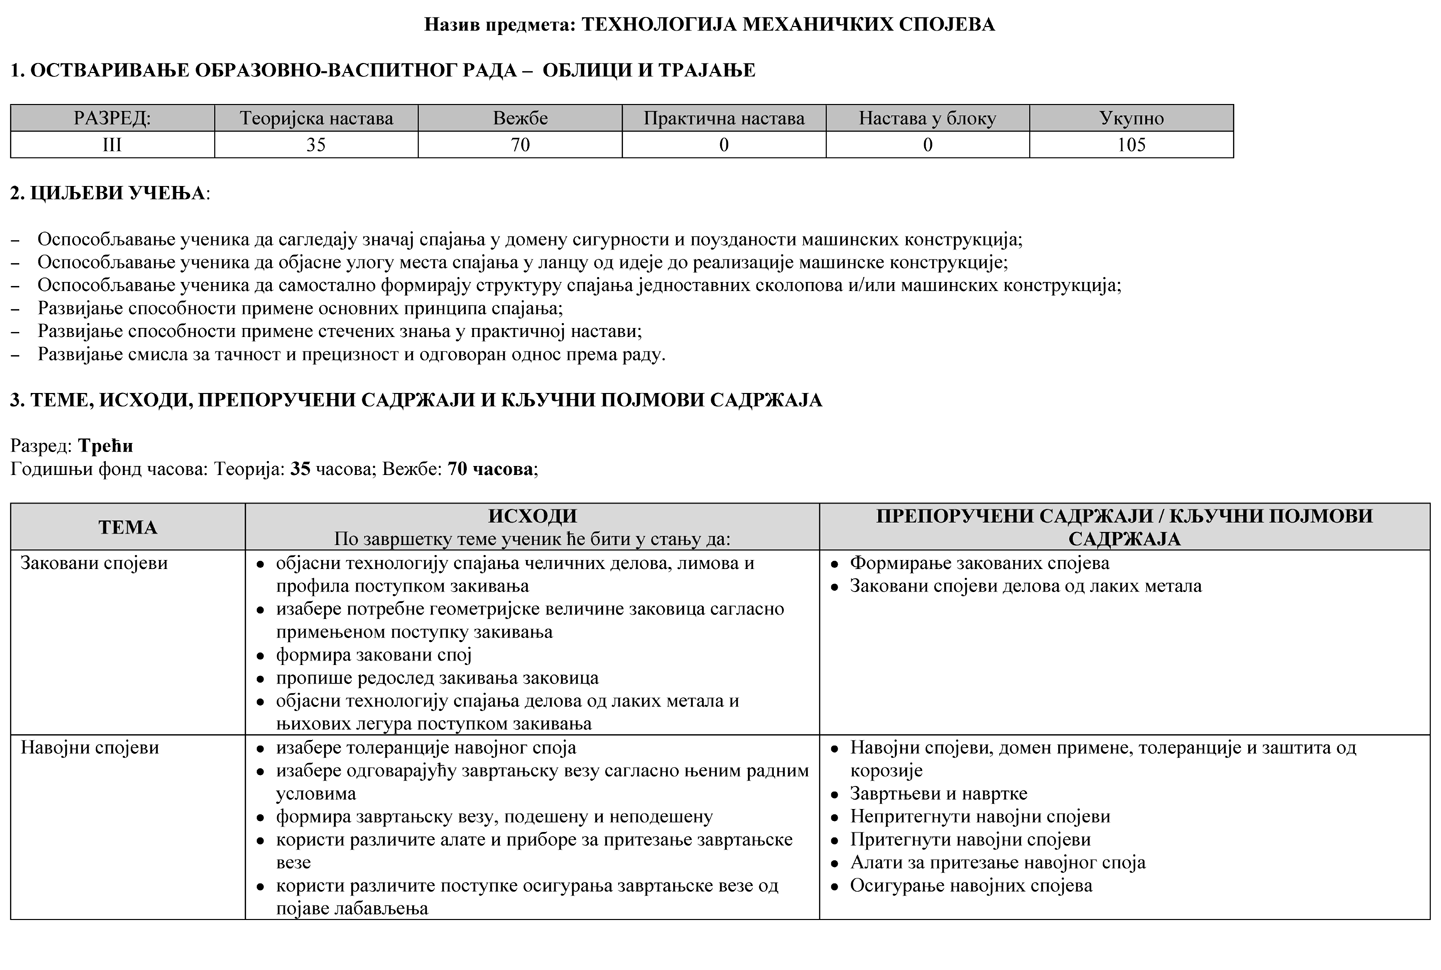 Назив предмета: ТЕХНОЛОГИЈА МЕХАНИЧКИХ СПОЈЕВА
1. ОСТВАРИВАЊЕ ОБРАЗОВНО-ВАСПИТНОГ РАДА – ОБЛИЦИ И ТРАЈАЊЕ
РАЗРЕД: Теоријска настава Вежбе Практична настава Настава у блоку Укупно
III 35 70 0 0 105
2. ЦИЉЕВИ УЧЕЊА:
– Оспособљавање ученика да сагледају значај спајања у домену сигурности и поузданости машинских конструкција;
– Оспособљавање ученика да објасне улогу места спајања у ланцу од идеје до реализације машинске конструкције;
– Оспособљавање ученика да самостално формирају структуру спајања једноставних сколопова и/или машинских конструкција;
– Развијање способности примене основних принципа спајања;
– Развијање способности примене стечених знања у практичној настави;
– Развијање смисла за тачност и прецизност и одговоран однос према раду.
3. ТЕМЕ, ИСХОДИ, ПРЕПОРУЧЕНИ САДРЖАЈИ И КЉУЧНИ ПОЈМОВИ САДРЖАЈА
Разред: Трећи
Годишњи фонд часова: Теорија: 35 часова; Вежбе: 70 часова;
ТЕМА
ИСХОДИ
По завршетку теме ученик ће бити у стању да:
ПРЕПОРУЧЕНИ САДРЖАЈИ / КЉУЧНИ ПОЈМОВИ
САДРЖАЈА
Заковани спојеви
• објасни технологију спајања челичних делова, лимова и
профила поступком закивања
• изабере потребне геометријске величине заковица сагласно
примењеном поступку закивања
• формира заковани спој
• пропише редослед закивања заковица
• објасни технологију спајања делова од лаких метала и
њихових легура поступком закивања
• Формирање закованих спојева
• Заковани спојеви делова од лаких метала
Навојни спојеви
• изабере толеранције навојног споја
• изабере одговарајућу завртањску везу сагласно њеним радним
условима
• формира завртањску везу, подешену и неподешену
• користи различите алате и приборе за притезање завртањске
везе
• користи различите поступке осигурања завртањске везе од
појаве лабављења
• Навојни спојеви, домен примене, толеранције и заштита од
корозије
• Завртњеви и навртке
• Непритегнути навојни спојеви
• Притегнути навојни спојеви
• Алати за притезање навојног споја
• Осигурање навојних спојева